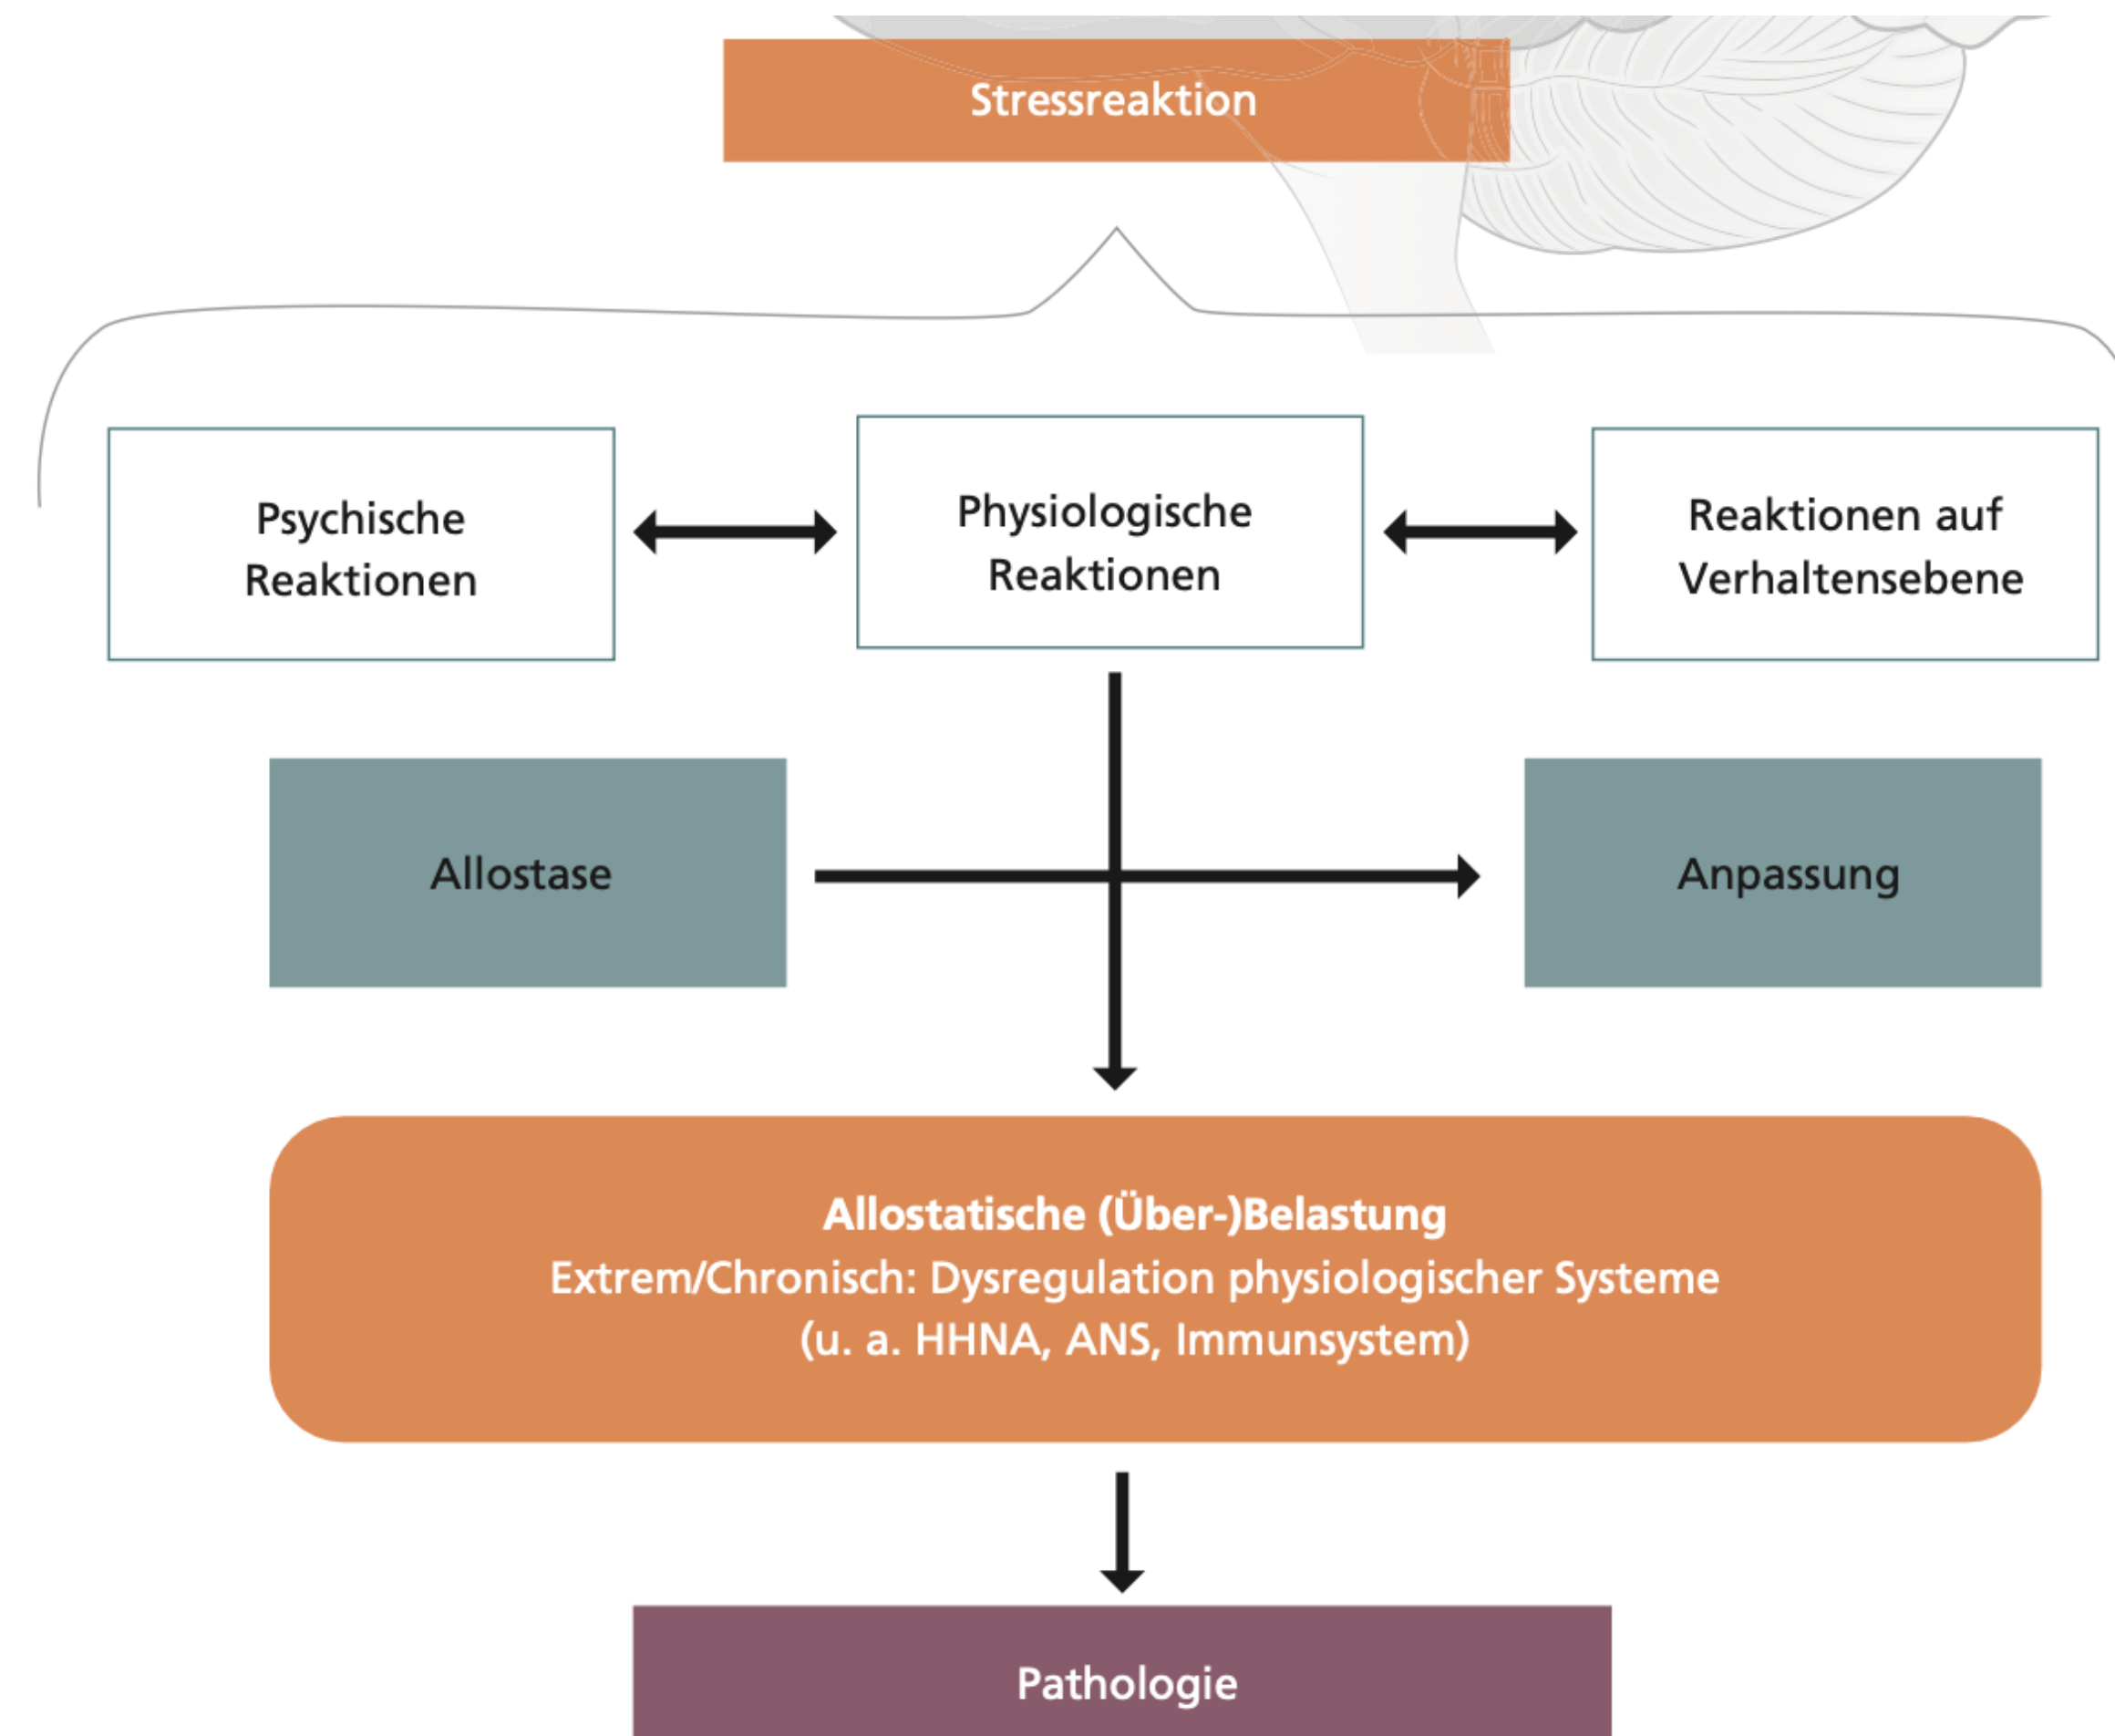 Stressreaktion
Psychische
Reaktionen
Physiologische
Reaktionen
Reaktionen auf
Verhaltensebene
Allostase
Anpassung
Allostatische (Über-)Belastung
Extrem/Chronisch: Dysregulation physiologischer Systeme
(u. a. HHNA, ANS, Immunsystem)
Pathologie